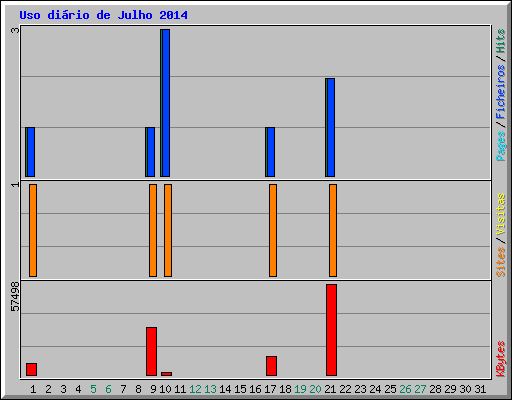 Uso diário de Julho 2014
3
1
57498
Pages / Ficheiros / Hits
Sites / Visitas
KBytes
1 2 3 4 5 6 7 8 9 10 11 12 13 14 15 16 17 18 19 20 21 22 23 24 25 26 27 28 29 30 31